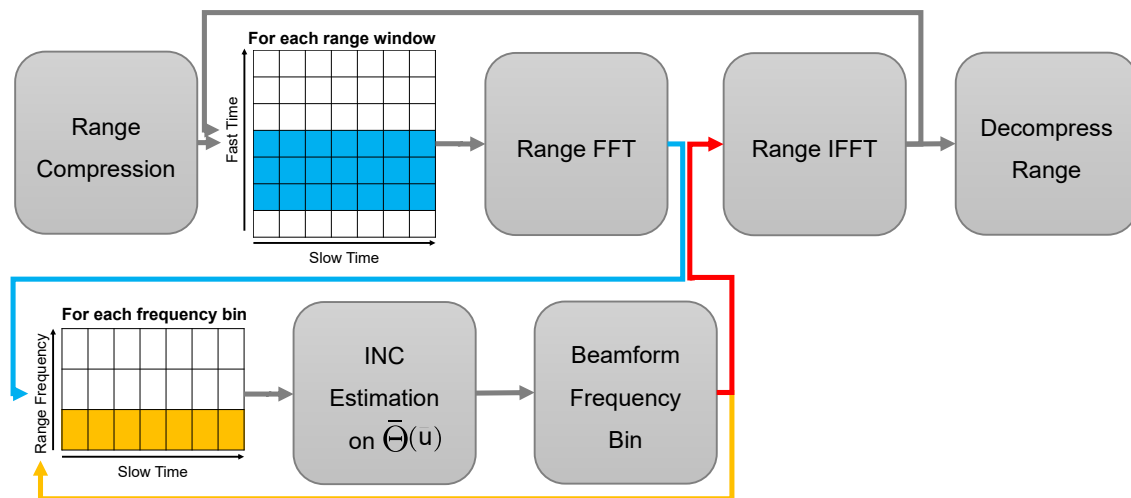 For each range window
Range
Compression
Fast Time
Slow Time
Range FFT
Range IFFT
Decompress
Range
For each frequency bin
Range Frequency
Slow Time
INC
Estimation
on Θ̄(ū)
Beamform
Frequency
Bin